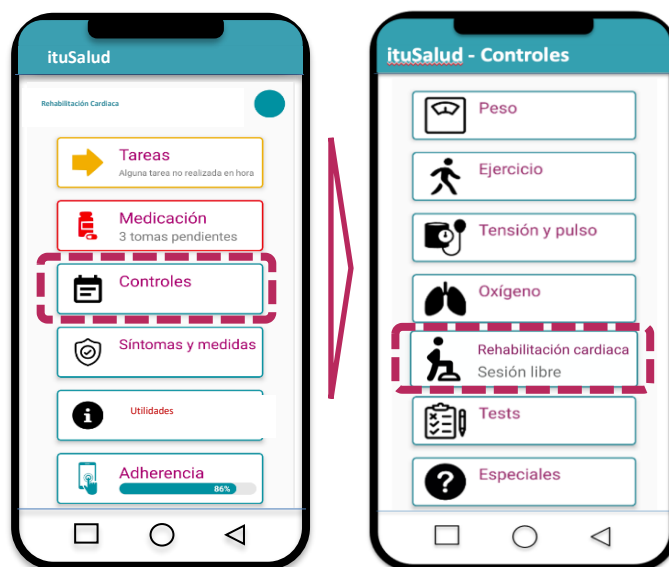 ituSalud
Rehabilitación Cardiaca
Tareas
Alguna tarea no realizada en hora
Medicación
3 tomas pendientes
Controles
Síntomas y medidas
Utilidades
Adherencia
86%
ituSalud - Controles
Peso
Ejercicio
Tensión y pulso
Oxígeno
Rehabilitación cardiaca
Sesión libre
Tests
Especiales